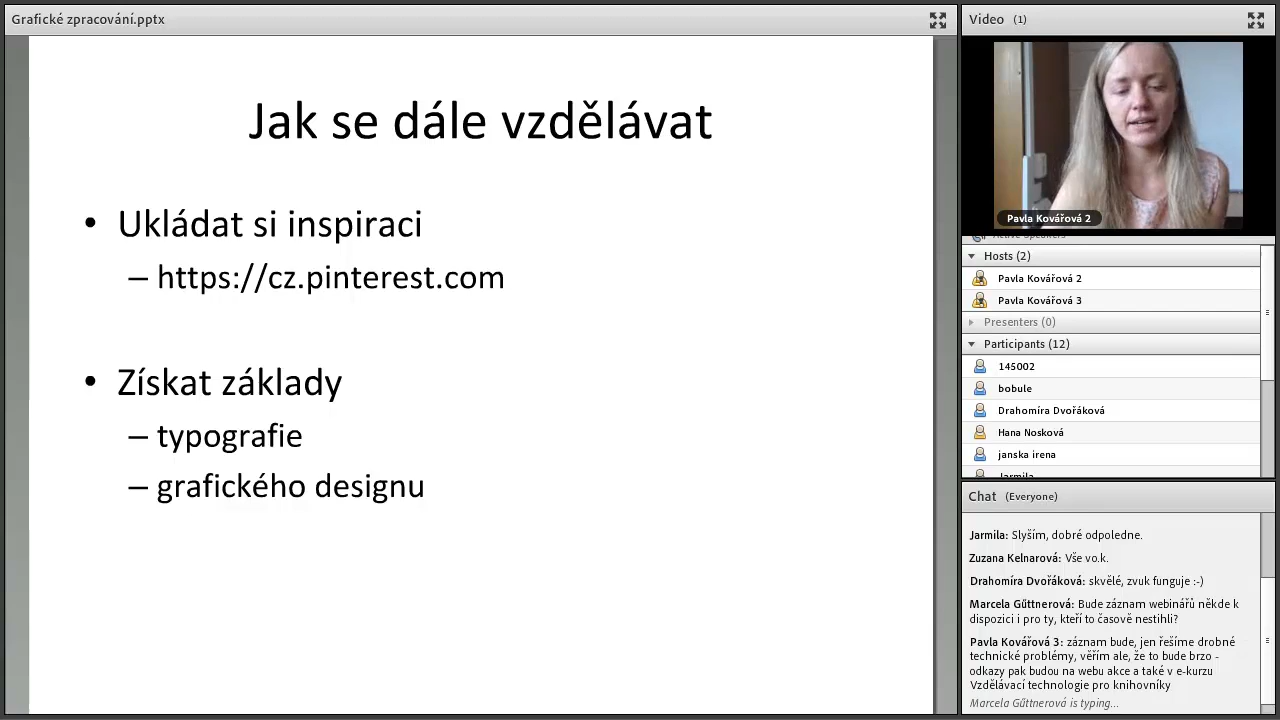 Grafické zpracování.pptx
Jak se dále vzdělávat
• Ukládat si inspiraci
– https://cz.pinterest.com
• Získat základy
– typografie
– grafického designu
Video (1)
Pavla Kovářová 2
Active Speakers
Hosts (2)
Pavla Kovářová 2
Pavla Kovářová 3
Presenters (0)
Participants (12)
145002
bobule
Drahomíra Dvořáková
Hana Nosková
janska irena
Jarmila
Chat (Everyone)
Jarmila: Slyším, dobré odpoledne.
Zuzana Kelnarová: Vše vo.k.
Drahomíra Dvořáková: skvělé, zvuk funguje :-)
Marcela Gűttnerová: Bude záznam webinářů někde k
dispozici i pro ty, kteří to časově nestihli?
Pavla Kovářová 3: záznam bude, jen řešíme drobné
technické problémy, věřím ale, že to bude brzo -
odkazy pak budou na webu akce a také v e-kurzu
Vzdělávací technologie pro knihovníky
Marcela Gűttnerová is typing...